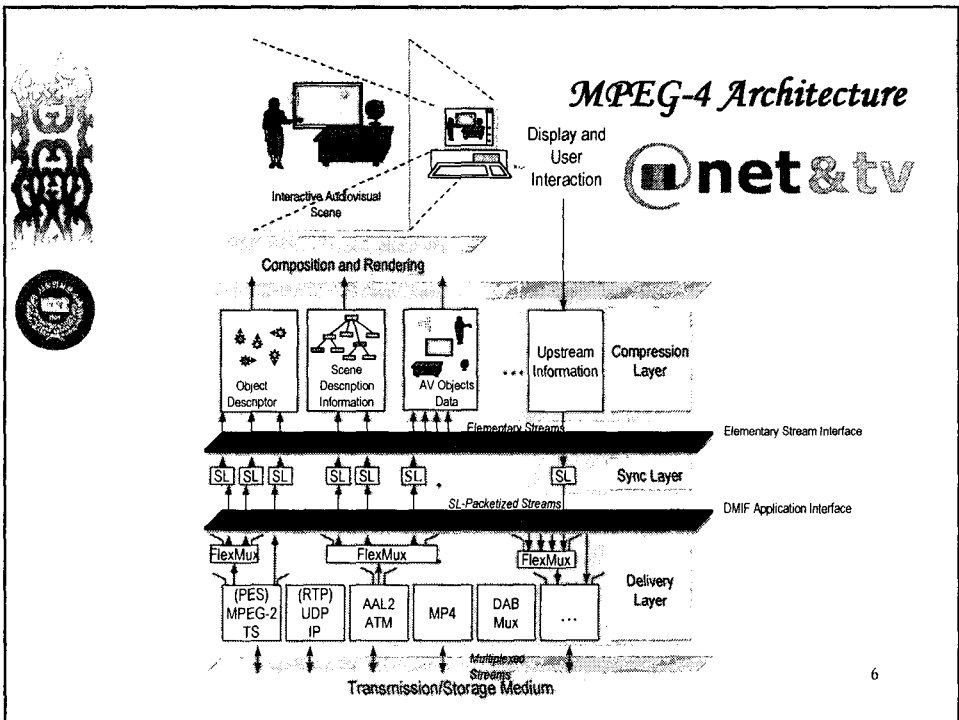 MPEG-4 Architecture
net&tv
Display and
User
Interaction
Interactive Audiovisual
Scene
Composition and Rendering
Object
Descriptor
Scene
Description
Information
AV Objects
Data
...
Upstream
Information
Compression
Layer
Elementary Streams
Elementary Stream Interface
SL
SL
SL
SL
SL
SL
SL
Sync Layer
SL-Packetized Streams
DMIF Application Interface
FlexMux
FlexMux
FlexMux
(PES)
MPEG-2
TS
(RTP)
UDP
IP
AAL2
ATM
MP4
DAB
Mux
...
Delivery
Layer
Multiplexed
Streams
Transmission/Storage Medium
6